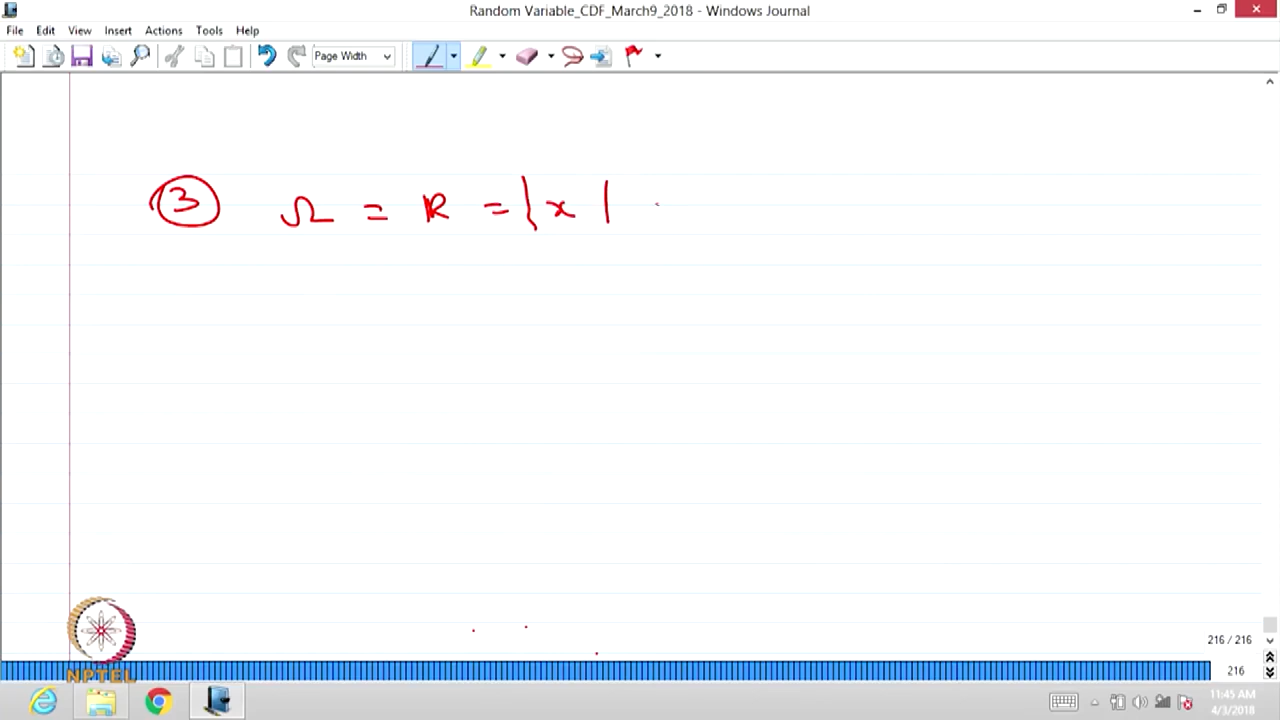 Random Variable_CDF_March9_2018 - Windows Journal
File Edit View Insert Actions Tools Help
Page Width
③ Ω = ℝ = { x |
216 / 216
216
NPTEL
11:45 AM
4/3/2018